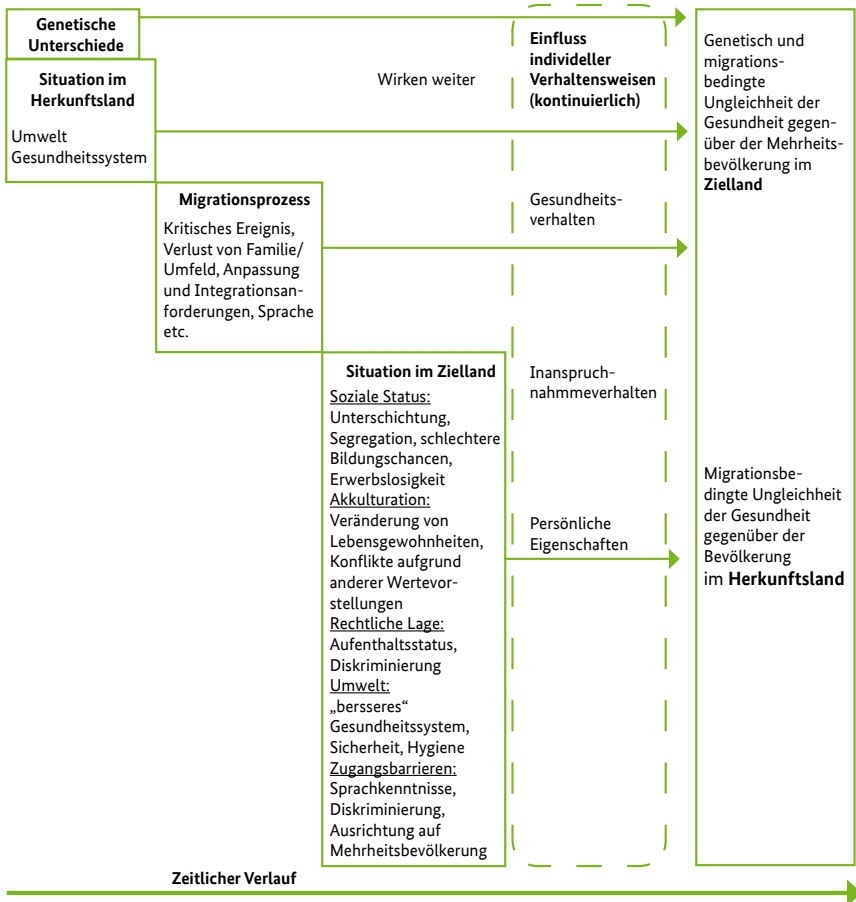 Genetische
Unterschiede
Situation im
Herkunftsland
Umwelt
Gesundheitssystem
Wirken weiter
Migrationsprozess
Kritisches Ereignis,
Verlust von Familie/
Umfeld, Anpassung
und Integrationsan-
forderungen, Sprache
etc.
Situation im Zielland
Soziale Status:
Unterschichtung,
Segregation, schlechtere
Bildungschancen,
Erwerbslosigkeit
Akkulturation:
Veränderung von
Lebensgewohnheiten,
Konflikte aufgrund
anderer Wertevor-
stellungen
Rechtliche Lage:
Aufenthaltsstatus,
Diskriminierung
Umwelt:
„bersseres“
Gesundheitssystem,
Sicherheit, Hygiene
Zugangsbarrieren:
Sprachkenntnisse,
Diskriminierung,
Ausrichtung auf
Mehrheitsbevölkerung
Einfluss
individeller
Verhaltensweisen
(kontinuierlich)
Gesundheits-
verhalten
Inanspruch-
nahmmeverhalten
Persönliche
Eigenschaften
Genetisch und
migrations-
bedingte
Ungleichheit der
Gesundheit gegen-
über der Mehrheits-
bevölkerung im
Zielland
Migrationsbe-
dingte Ungleichheit
der Gesundheit
gegenüber der
Bevölkerung
im Herkunftsland
Zeitlicher Verlauf